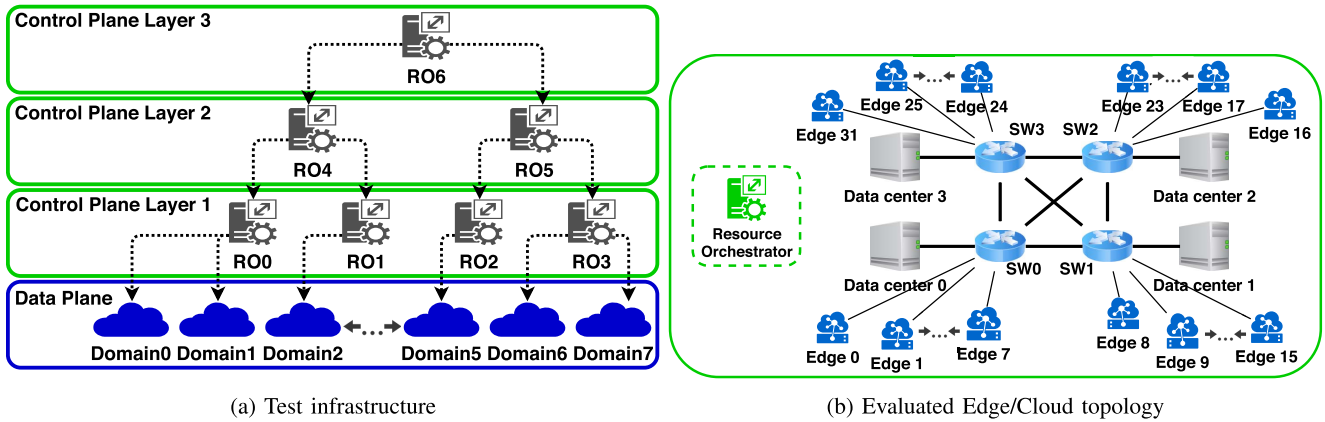 Control Plane Layer 3
RO6
Control Plane Layer 2
RO4
RO5
Control Plane Layer 1
RO0
RO1
RO2
RO3
Data Plane
...
Domain0
Domain1
Domain2
Domain5
Domain6
Domain7
(a) Test infrastructure
...
...
Edge 25
Edge 24
Edge 23
Edge 17
Edge 31
Edge 16
SW3
SW2
Data center 3
Data center 2
Resource
Orchestrator
SW0
SW1
Data center 0
Data center 1
...
...
Edge 0
Edge 1
Edge 7
Edge 8
Edge 9
Edge 15
(b) Evaluated Edge/Cloud topology